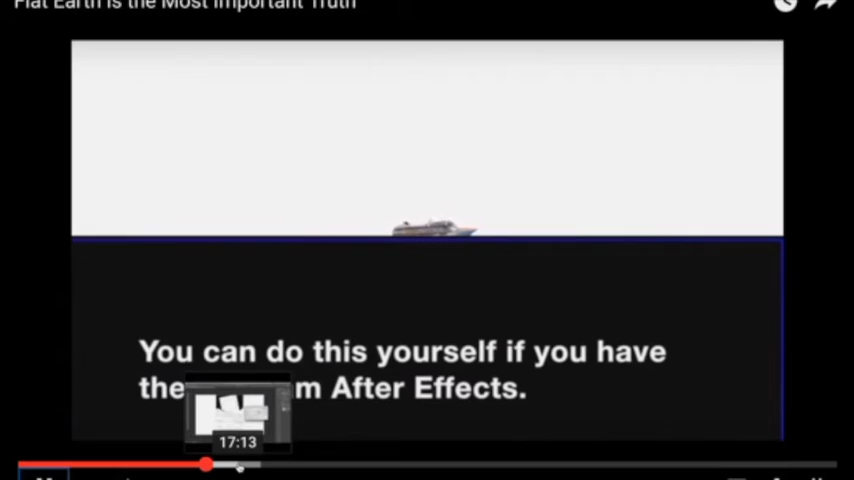 Flat Earth is the Most Important Truth
You can do this yourself if you have
the m After Effects.
17:13